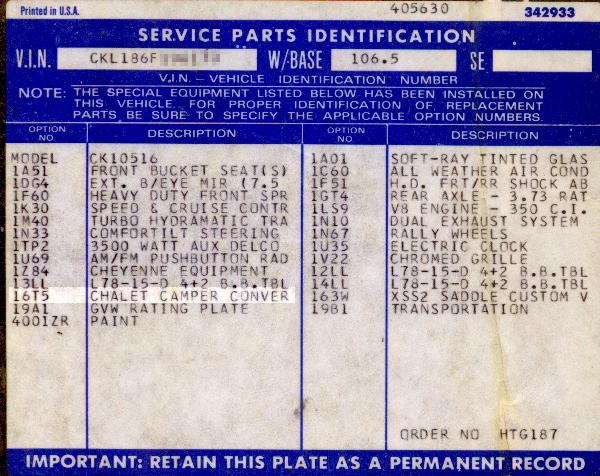 Printed in U.S.A. 405630 342933
SERVICE PARTS IDENTIFICATION
V.I.N. CKL186F W/BASE 106.5 SE
V.I.N. – VEHICLE IDENTIFICATION NUMBER
NOTE: THE SPECIAL EQUIPMENT LISTED BELOW HAS BEEN INSTALLED ON
THIS VEHICLE. FOR PROPER IDENTIFICATION OF REPLACEMENT
PARTS BE SURE TO SPECIFY THE APPLICABLE OPTION NUMBERS.
OPTION NO DESCRIPTION OPTION NO DESCRIPTION
MODEL CK10516 1A01 SOFT-RAY TINTED GLAS
1A51 FRONT BUCKET SEAT(S) 1C60 ALL WEATHER AIR COND
1DG4 EXT. B/EYE MIR (7.5 1F51 H.D. FRT/RR SHOCK AB
1F60 HEAVY DUTY FRONT SPR 1GT4 REAR AXLE - 3.73 RAT
1K30 SPEED & CRUISE CONTR 1LS9 V8 ENGINE - 350 C.I.
1M40 TURBO HYDRAMATIC TRA 1N10 DUAL EXHAUST SYSTEM
1N33 COMFORTILT STEERING 1N67 RALLY WHEELS
1TP2 3500 WATT AUX DELCO 1U35 ELECTRIC CLOCK
1U69 AM/FM PUSHBUTTON RAD 1V22 CHROMED GRILLE
1Z84 CHEYENNE EQUIPMENT 12LL L78-15-D 4+2 B.B.TBL
13LL L78-15-D 4+2 B.B.TBL 14LL L78-15-D 4+2 B.B.TBL
16T5 CHALET CAMPER CONVER 163W XSS2 SADDLE CUSTOM V
19A1 GVW RATING PLATE 19B1 TRANSPORTATION
4001ZR PAINT
ORDER NO HTG187
IMPORTANT: RETAIN THIS PLATE AS A PERMANENT RECORD